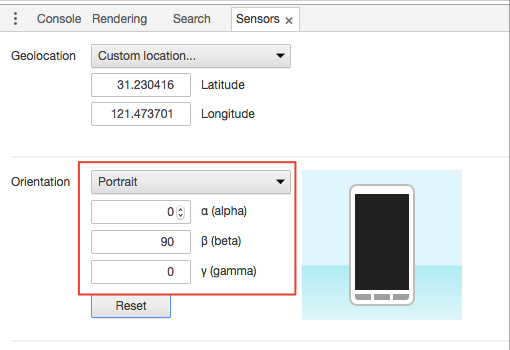 Console Rendering Search Sensors ×
Geolocation Custom location...
31.230416 Latitude
121.473701 Longitude
Orientation Portrait
0 α (alpha)
90 β (beta)
0 γ (gamma)
Reset